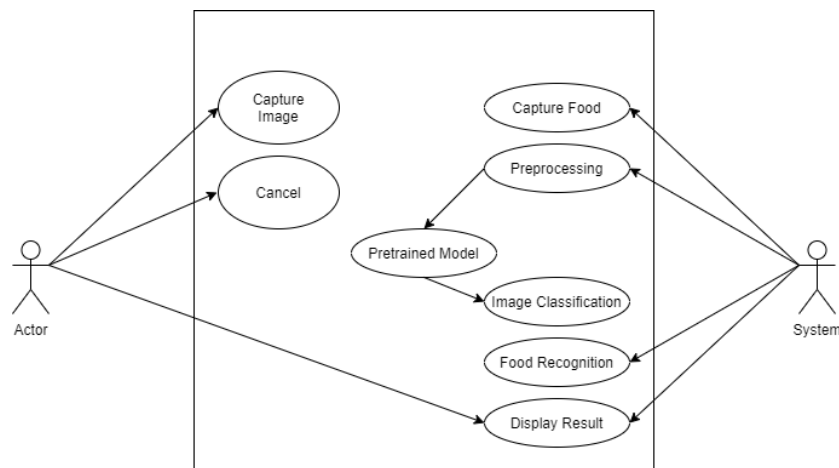 Capture
Image
Capture Food
Cancel
Preprocessing
Pretrained Model
Image Classification
Actor
System
Food Recognition
Display Result